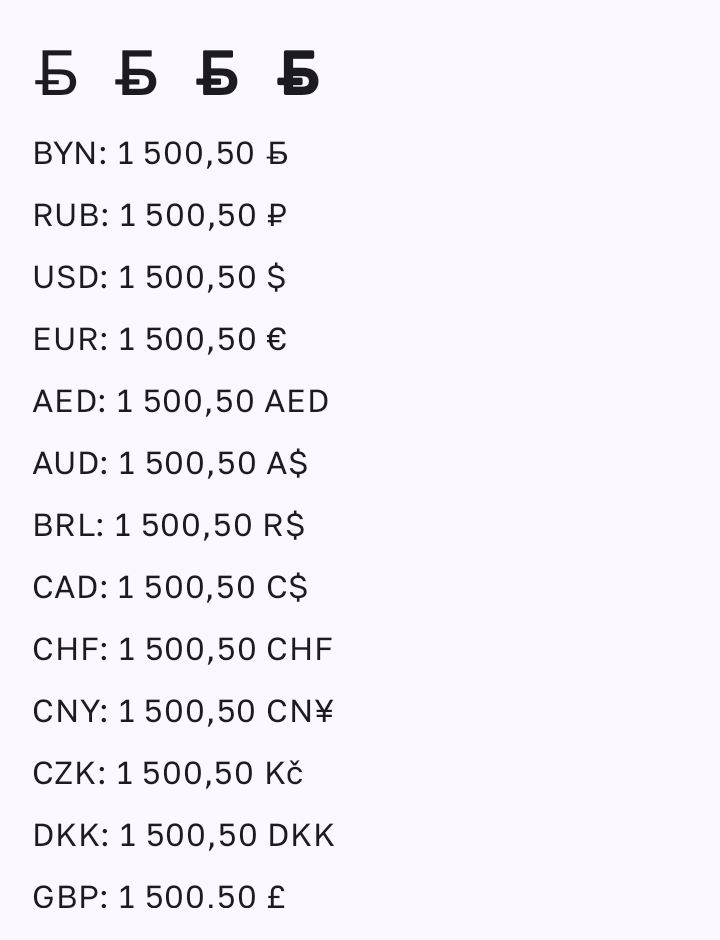 Ƃ Ƃ Ƃ Ƃ
BYN: 1 500,50 Ƃ
RUB: 1 500,50 ₽
USD: 1 500,50 $
EUR: 1 500,50 €
AED: 1 500,50 AED
AUD: 1 500,50 A$
BRL: 1 500,50 R$
CAD: 1 500,50 C$
CHF: 1 500,50 CHF
CNY: 1 500,50 CN¥
CZK: 1 500,50 Kč
DKK: 1 500,50 DKK
GBP: 1 500.50 £